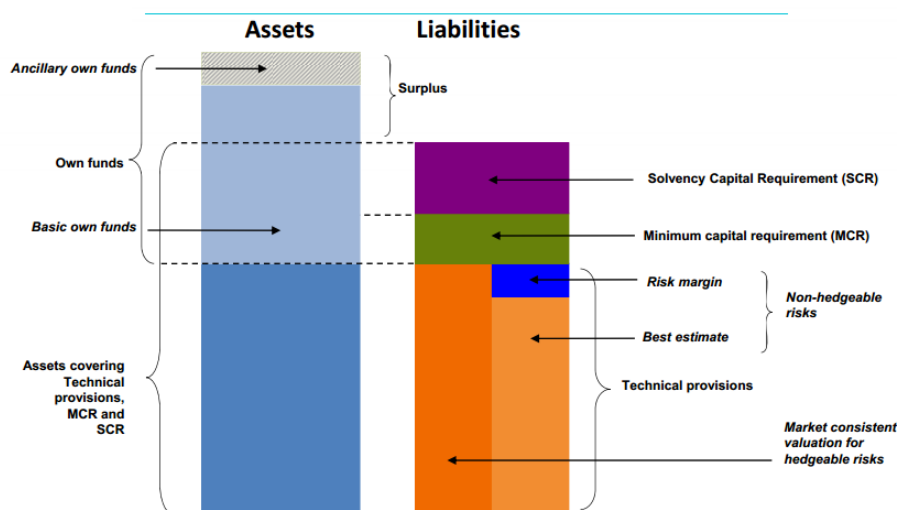 Assets
Liabilities
Ancillary own funds
Surplus
Own funds
Solvency Capital Requirement (SCR)
Basic own funds
Minimum capital requirement (MCR)
Risk margin
Non-hedgeable
risks
Best estimate
Assets covering
Technical
provisions,
MCR and
SCR
Technical provisions
Market consistent
valuation for
hedgeable risks